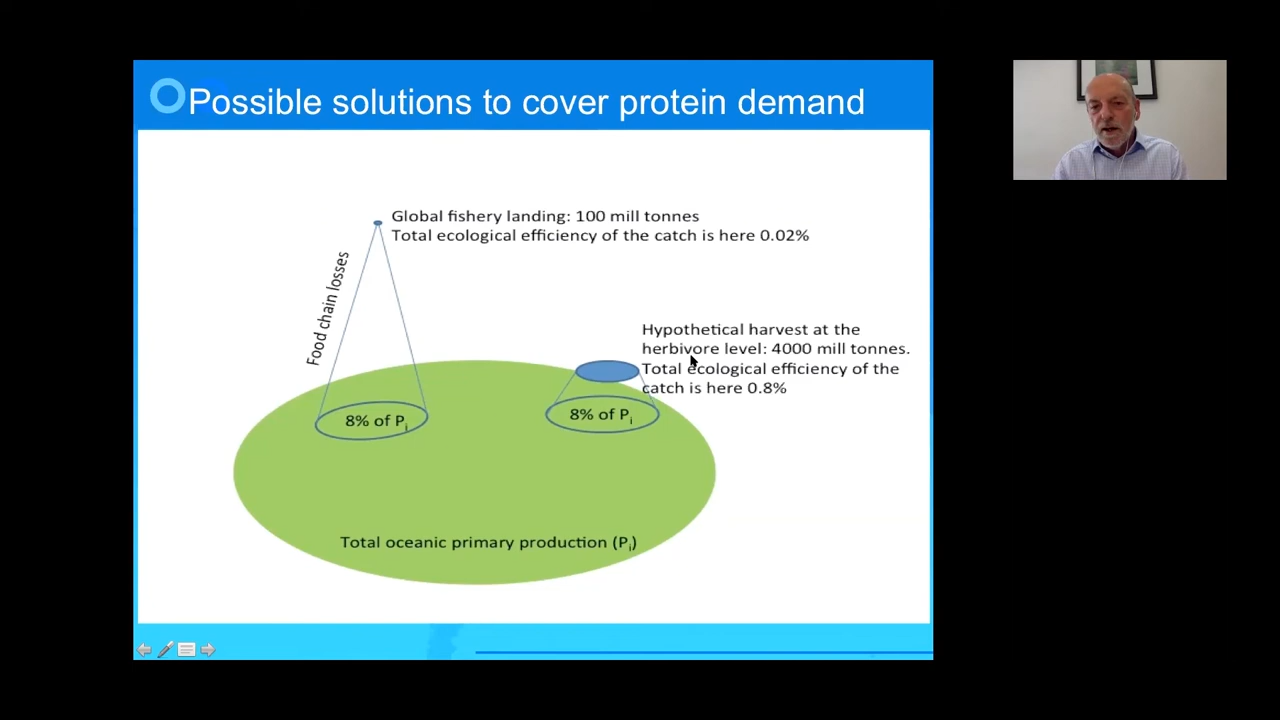 Possible solutions to cover protein demand
Global fishery landing: 100 mill tonnes
Total ecological efficiency of the catch is here 0.02%
Food chain losses
Hypothetical harvest at the
herbivore level: 4000 mill tonnes.
Total ecological efficiency of the
catch is here 0.8%
8% of Pi
8% of Pi
Total oceanic primary production (Pi)